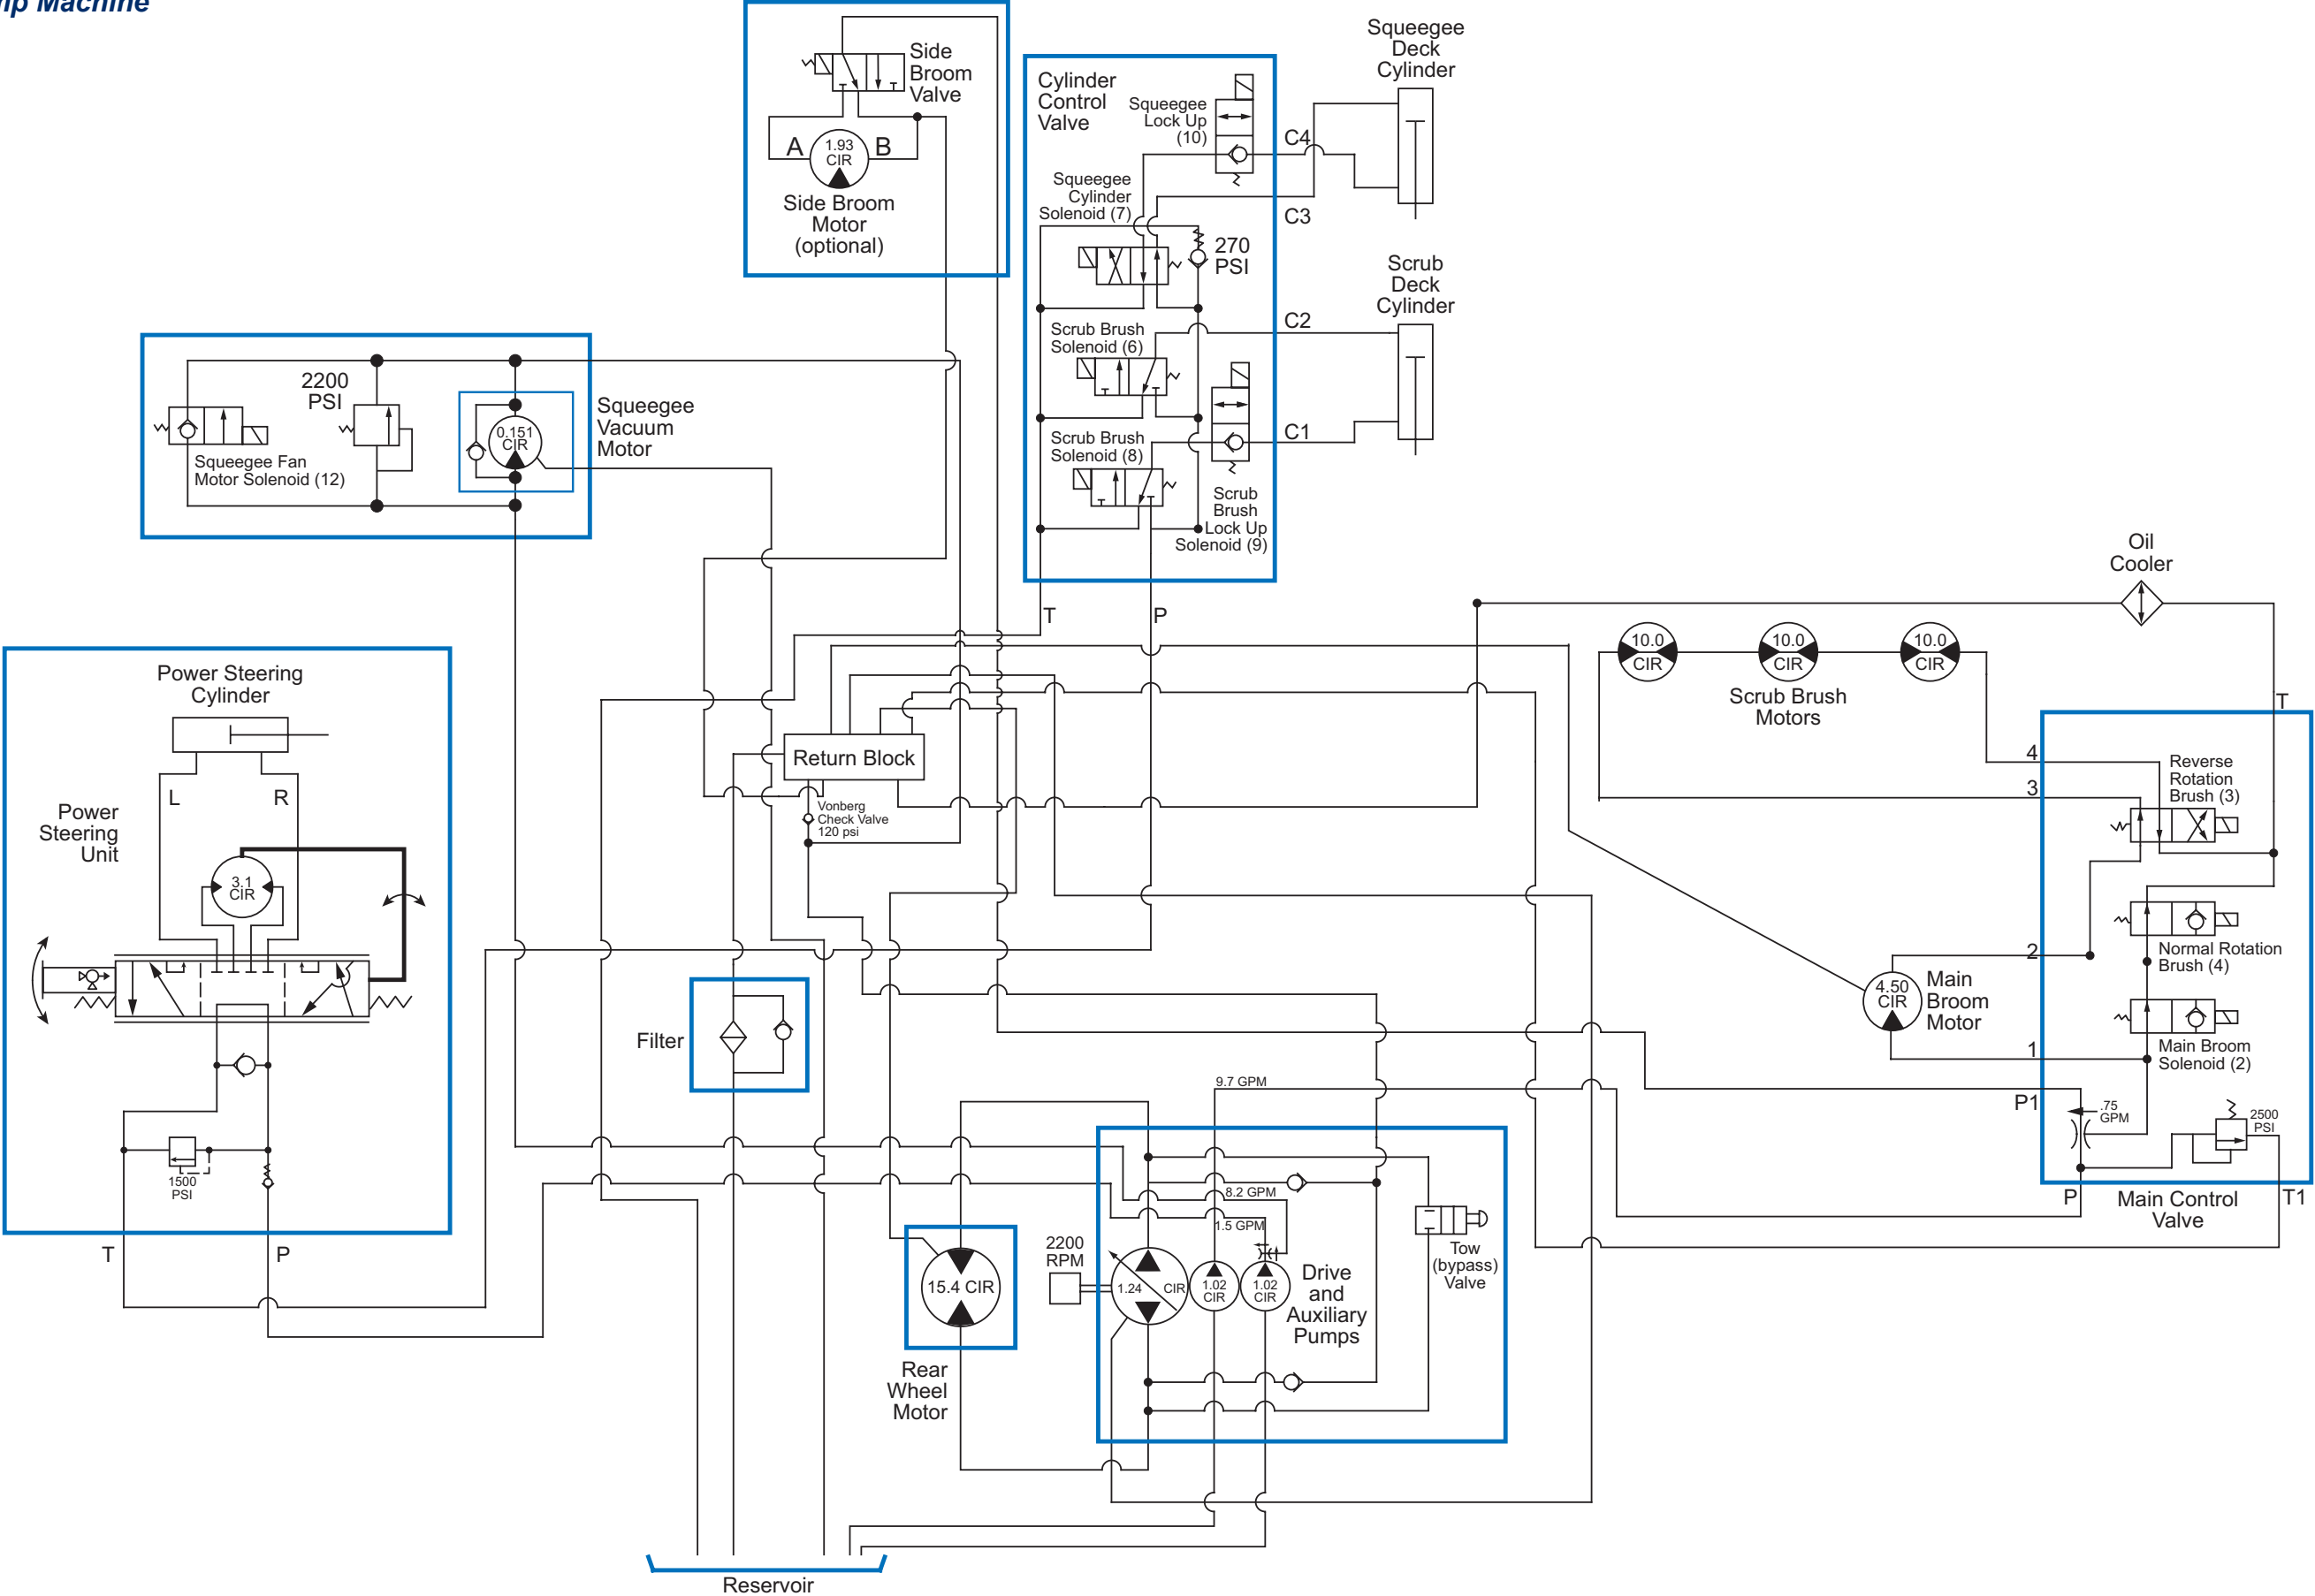 Machine
Side
Broom
Valve
A
1.93
CIR
B
Side Broom
Motor
(optional)
Cylinder
Control
Valve
Squeegee
Lock Up
(10)
Squeegee
Cylinder
Solenoid (7)
270
PSI
Scrub Brush
Solenoid (6)
Scrub Brush
Solenoid (8)
Scrub
Brush
Lock Up
Solenoid (9)
C4
C3
C2
C1
T
P
Squeegee
Deck
Cylinder
Scrub
Deck
Cylinder
2200
PSI
Squeegee Fan
Motor Solenoid (12)
0.151
CIR
Squeegee
Vacuum
Motor
Oil
Cooler
10.0
CIR
10.0
CIR
10.0
CIR
Scrub Brush
Motors
T
4
3
2
1
P1
P
T1
Reverse
Rotation
Brush (3)
Normal Rotation
Brush (4)
Main Broom
Solenoid (2)
.75
GPM
2500
PSI
Main Control
Valve
4.50
CIR
Main
Broom
Motor
Power Steering
Cylinder
L
R
Power
Steering
Unit
3.1
CIR
1500
PSI
T
P
Return Block
Vonberg
Check Valve
120 psi
Filter
9.7 GPM
8.2 GPM
1.5 GPM
2200
RPM
1.24
CIR
1.02
CIR
1.02
CIR
Drive
and
Auxiliary
Pumps
Tow
(bypass)
Valve
15.4 CIR
Rear
Wheel
Motor
Reservoir